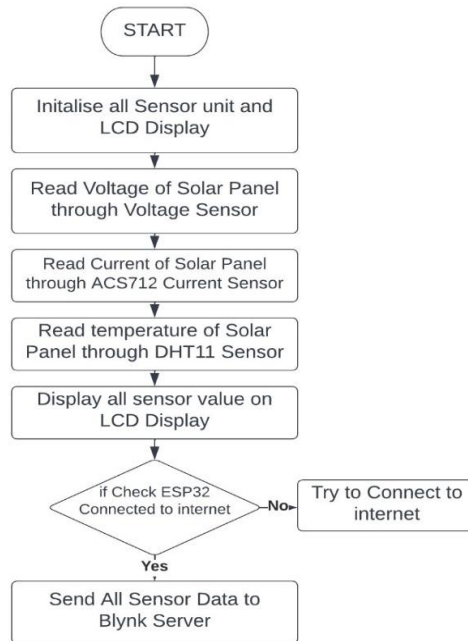 START
Initalise all Sensor unit and
LCD Display
Read Voltage of Solar Panel
through Voltage Sensor
Read Current of Solar Panel
through ACS712 Current Sensor
Read temperature of Solar
Panel through DHT11 Sensor
Display all sensor value on
LCD Display
if Check ESP32
Connected to internet
No
Try to Connect to
internet
Yes
Send All Sensor Data to
Blynk Server